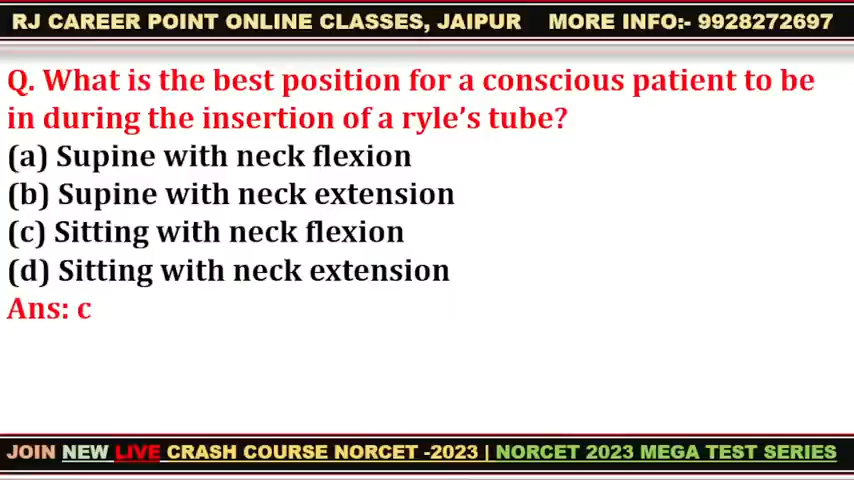 RJ CAREER POINT ONLINE CLASSES, JAIPUR MORE INFO:- 9928272697
Q. What is the best position for a conscious patient to be
in during the insertion of a ryle's tube?
(a) Supine with neck flexion
(b) Supine with neck extension
(c) Sitting with neck flexion
(d) Sitting with neck extension
Ans: c
JOIN NEW LIVE CRASH COURSE NORCET -2023 | NORCET 2023 MEGA TEST SERIES